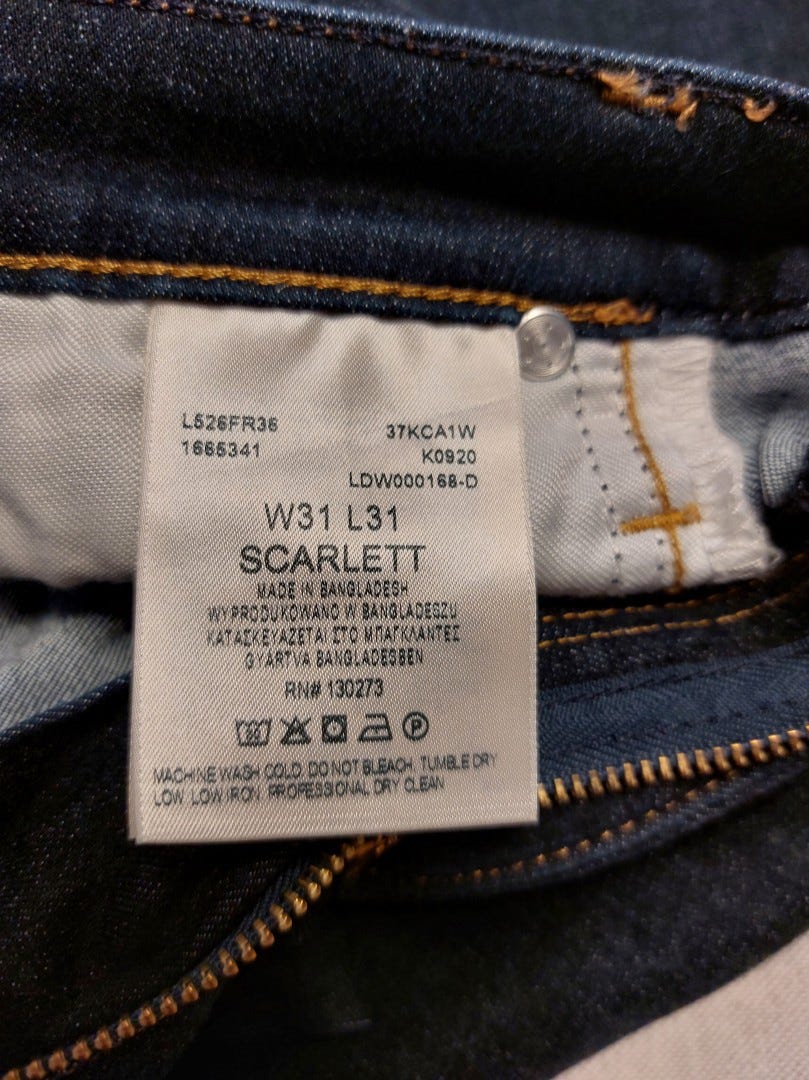 L526FR36
1665341
37KCA1W
K0920
LDW000168-D
W31 L31
SCARLETT
MADE IN BANGLADESH
WYPRODUKOWANO W BANGLADESZU
ΚΑΤΑΣΚΕΥΑΖΕΤΑΙ ΣΤΟ ΜΠΑΓΚΛΑΝΤΕΣ
GYÁRTVA BANGLADESBEN
RN# 130273
MACHINE WASH COLD. DO NOT BLEACH. TUMBLE DRY
LOW. LOW IRON. PROFESSIONAL DRY CLEAN